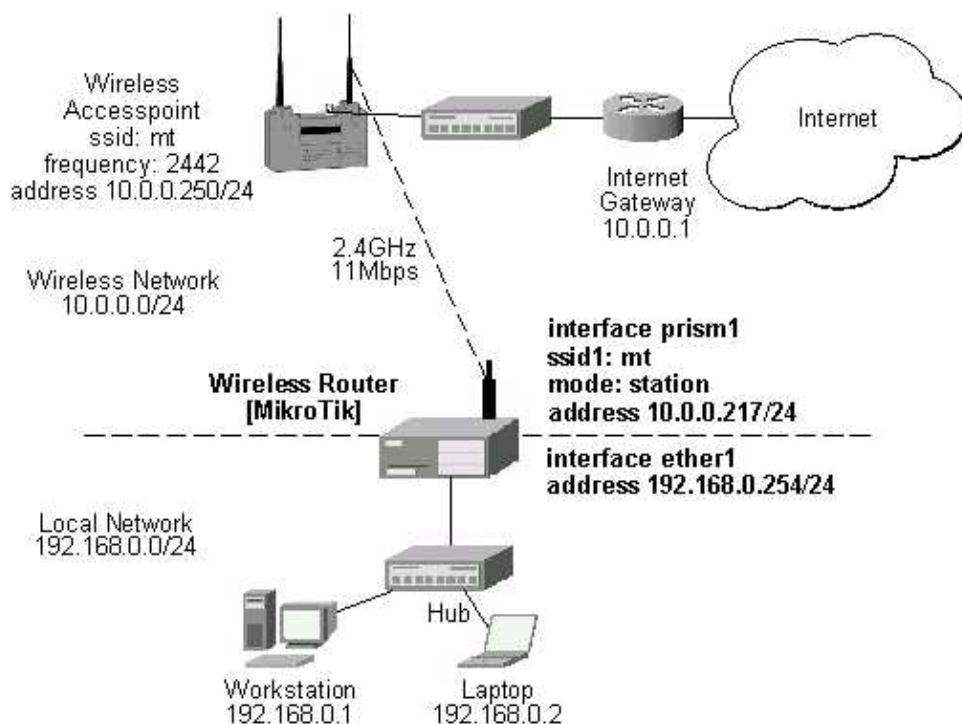 Wireless
Accesspoint
ssid: mt
frequency: 2442
address 10.0.0.250/24
Internet
Internet
Gateway
10.0.0.1
2.4GHz
11Mbps
Wireless Network
10.0.0.0/24
interface prism1
ssid1: mt
mode: station
address 10.0.0.217/24
Wireless Router
[MikroTik]
interface ether1
address 192.168.0.254/24
Local Network
192.168.0.0/24
Hub
Workstation
192.168.0.1
Laptop
192.168.0.2